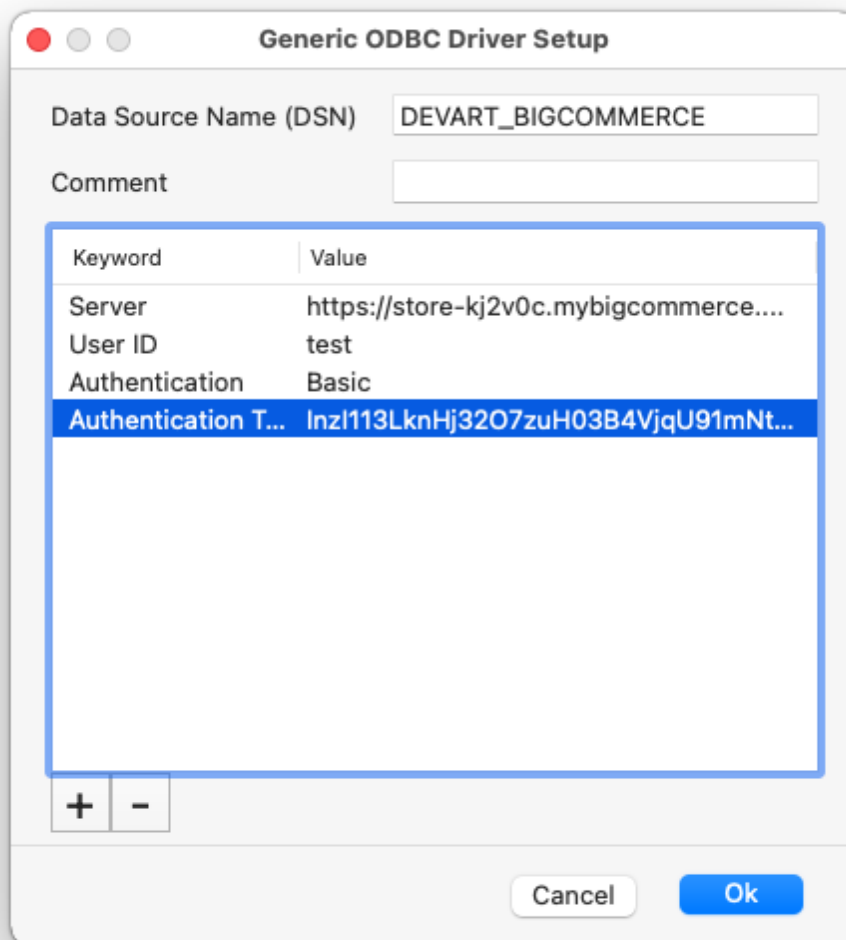 Generic ODBC Driver Setup
Data Source Name (DSN) DEVART_BIGCOMMERCE
Comment
Keyword Value
Server https://store-kj2v0c.mybigcommerce....
User ID test
Authentication Basic
Authentication T... InzI113LknHj32O7zuH03B4VjqU91mNt...
+ -
Cancel Ok